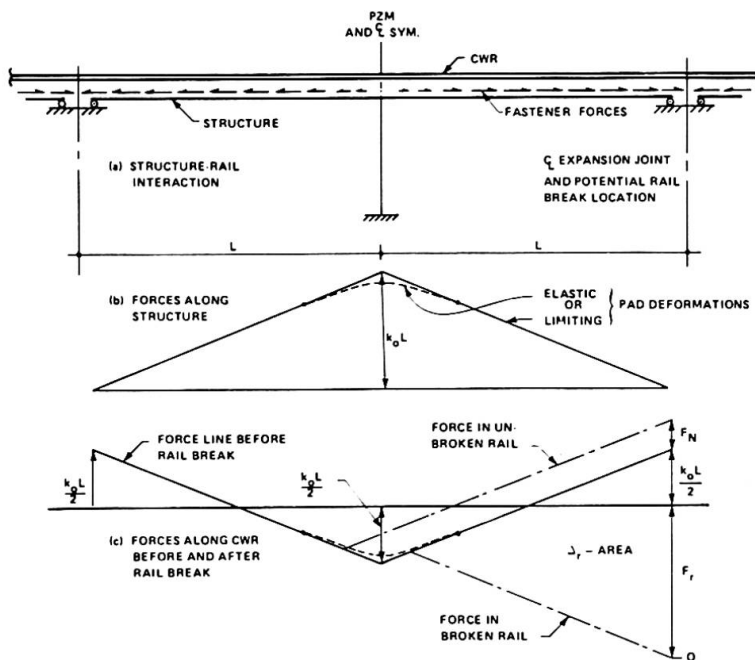 PZM
AND ℄ SYM.
CWR
STRUCTURE
FASTENER FORCES
(a) STRUCTURE-RAIL
INTERACTION
℄ EXPANSION JOINT
AND POTENTIAL RAIL
BREAK LOCATION
L
L
(b) FORCES ALONG
STRUCTURE
ELASTIC
OR
LIMITING
PAD DEFORMATIONS
k₀L
FORCE LINE BEFORE
RAIL BREAK
FORCE IN UN-
BROKEN RAIL
F_N
k₀L
2
k₀L
2
k₀L
2
(c) FORCES ALONG CWR
BEFORE AND AFTER
RAIL BREAK
r – AREA
F_r
FORCE IN
BROKEN RAIL
O